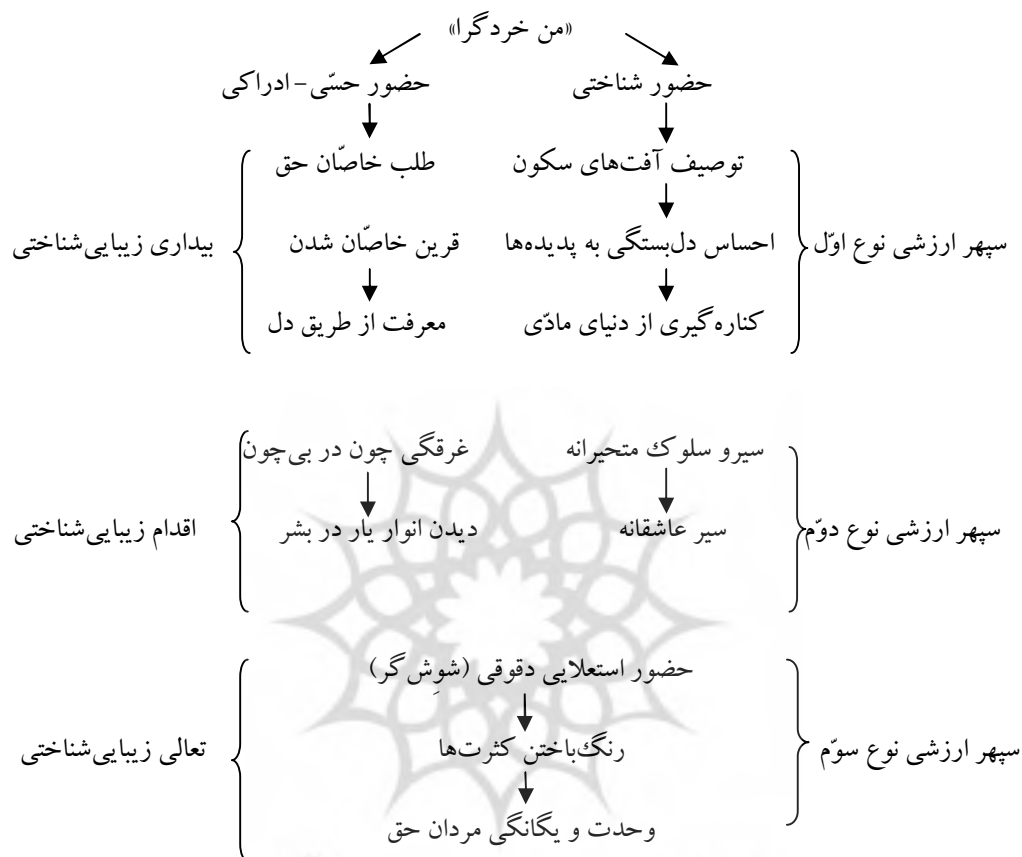 «من خردگرا»
حضور شناختی حضور حسّی-ادراکی
توصیف آفت‌های سکون طلب خاصّان حق
سپهر ارزشی نوع اوّل احساس دل‌بستگی به پدیده‌ها قرین خاصّان شدن بیداری زیبایی‌شناختی
کناره‌گیری از دنیای مادّی معرفت از طریق دل
سیرو سلوک متحیرانه غرقگی چون در بی‌چون
سپهر ارزشی نوع دوّم سیر عاشقانه دیدن انوار یار در بشر اقدام زیبایی‌شناختی
حضور استعلایی دقوقی (شوِش‌گر)
سپهر ارزشی نوع سوّم رنگ‌باختن کثرت‌ها تعالی زیبایی‌شناختی
وحدت و یگانگی مردان حق